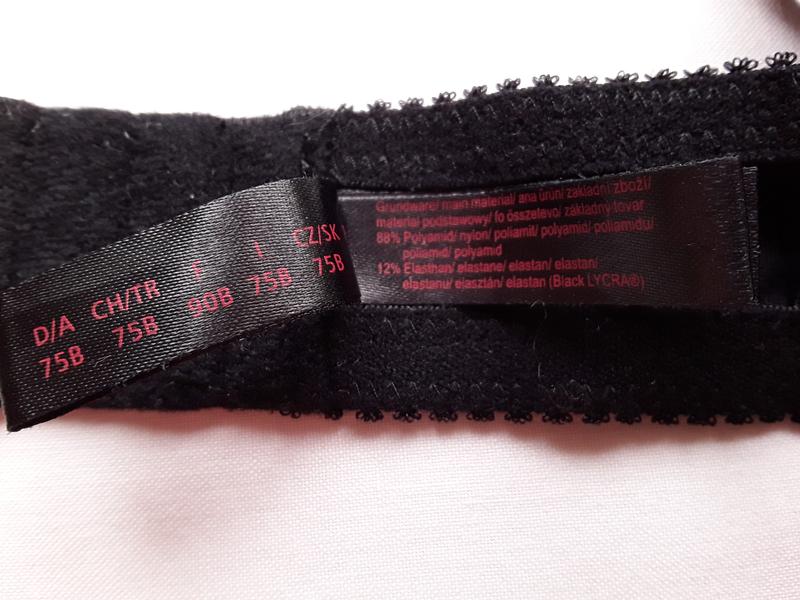 D/A CH/TR F I CZ/SK
75B 75B 90B 75B 75B
Grundware/ main material/ ana ürün/ základní zboží/
materiał podstawowy/ fő összetevő/ základný tovar
88% Polyamid/ nylon/ poliamit/ polyamid/ poliamidu/
poliamid/ polyamid
12% Elasthan/ elastane/ elastan/ elastan/
elastanu/ elasztán/ elastan (Black LYCRA®)